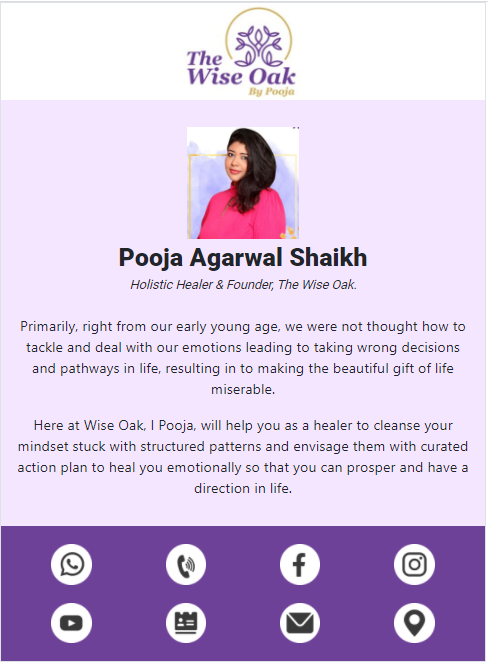 The
Wise Oak
By Pooja
Pooja Agarwal Shaikh
Holistic Healer & Founder, The Wise Oak.
Primarily, right from our early young age, we were not thought how to
tackle and deal with our emotions leading to taking wrong decisions
and pathways in life, resulting in to making the beautiful gift of life
miserable.
Here at Wise Oak, I Pooja, will help you as a healer to cleanse your
mindset stuck with structured patterns and envisage them with curated
action plan to heal you emotionally so that you can prosper and have a
direction in life.